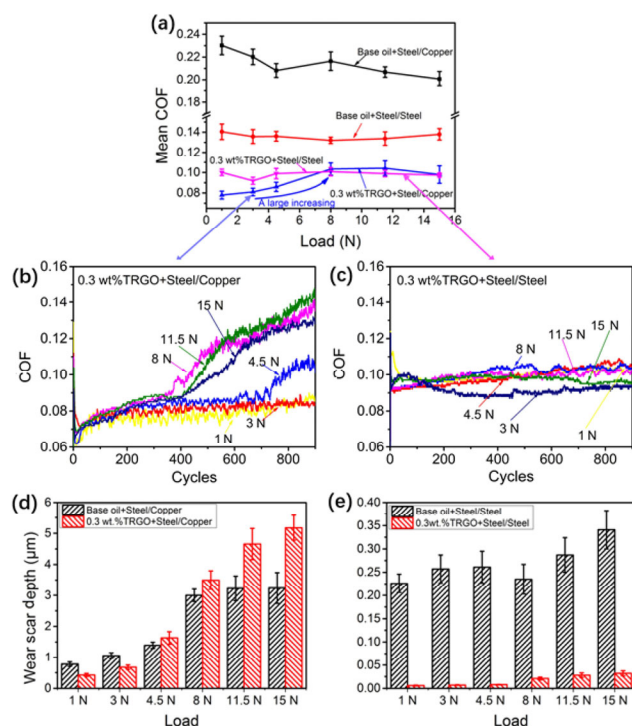 (a)
0.24
0.22
0.20
0.14
0.12
0.10
0.08
Mean COF
Base oil+Steel/Copper
Base oil+Steel/Steel
0.3 wt%TRGO+Steel/Steel
0.3 wt%TRGO+Steel/Copper
A large increasing
0 2 4 6 8 10 12 14 16
Load (N)
(b)
0.16
0.14
0.12
0.10
0.08
0.06
COF
0.3 wt%TRGO+Steel/Copper
15 N
11.5 N
8 N
4.5 N
3 N
1 N
0 200 400 600 800
Cycles
(c)
0.16
0.14
0.12
0.10
0.08
0.06
COF
0.3 wt%TRGO+Steel/Steel
15 N
11.5 N
8 N
4.5 N
3 N
1 N
0 200 400 600 800
Cycles
(d)
6
5
4
3
2
1
0
Wear scar depth (μm)
Base oil+Steel/Copper
0.3 wt.%TRGO+Steel/Copper
1 N 3 N 4.5 N 8 N 11.5 N 15 N
Load
(e)
0.40
0.35
0.30
0.25
0.20
0.15
0.10
0.05
0.00
Base oil+Steel/Steel
0.3wt.%TRGO+Steel/Steel
1 N 3 N 4.5 N 8 N 11.5 N 15 N
Load